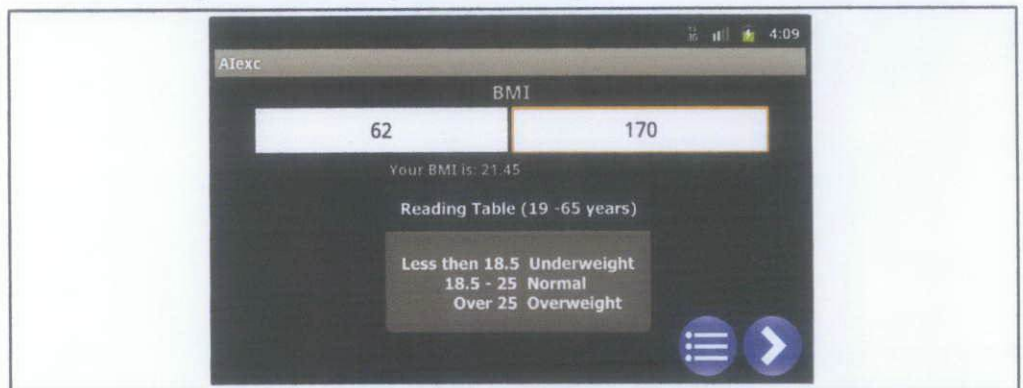 3G 4:09
AIexc
BMI
62 170
Your BMI is: 21.45
Reading Table (19 -65 years)
Less then 18.5 Underweight
18.5 - 25 Normal
Over 25 Overweight